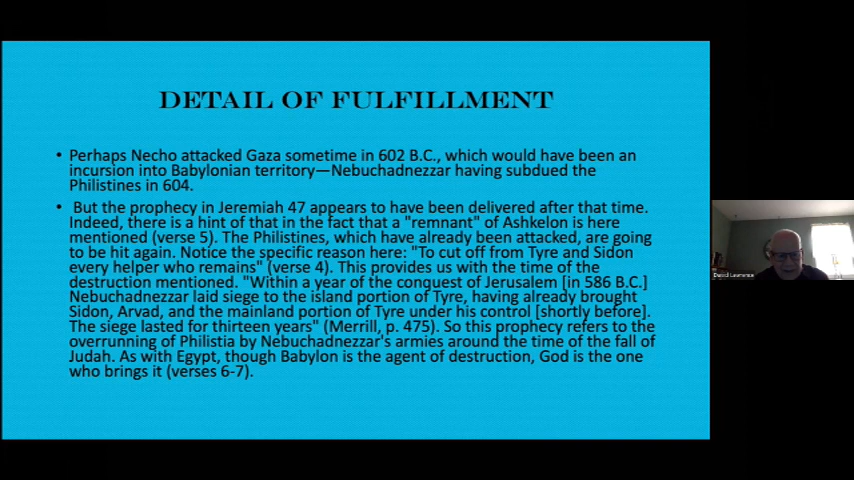 DETAIL OF FULFILLMENT
• Perhaps Necho attacked Gaza sometime in 602 B.C., which would have been an
incursion into Babylonian territory—Nebuchadnezzar having subdued the
Philistines in 604.
• But the prophecy in Jeremiah 47 appears to have been delivered after that time.
Indeed, there is a hint of that in the fact that a "remnant" of Ashkelon is here
mentioned (verse 5). The Philistines, which have already been attacked, are going
to be hit again. Notice the specific reason here: "To cut off from Tyre and Sidon
every helper who remains" (verse 4). This provides us with the time of the
destruction mentioned. "Within a year of the conquest of Jerusalem [in 586 B.C.]
Nebuchadnezzar laid siege to the island portion of Tyre, having already brought
Sidon, Arvad, and the mainland portion of Tyre under his control [shortly before].
The siege lasted for thirteen years" (Merrill, p. 475). So this prophecy refers to the
overrunning of Philistia by Nebuchadnezzar's armies around the time of the fall of
Judah. As with Egypt, though Babylon is the agent of destruction, God is the one
who brings it (verses 6-7).